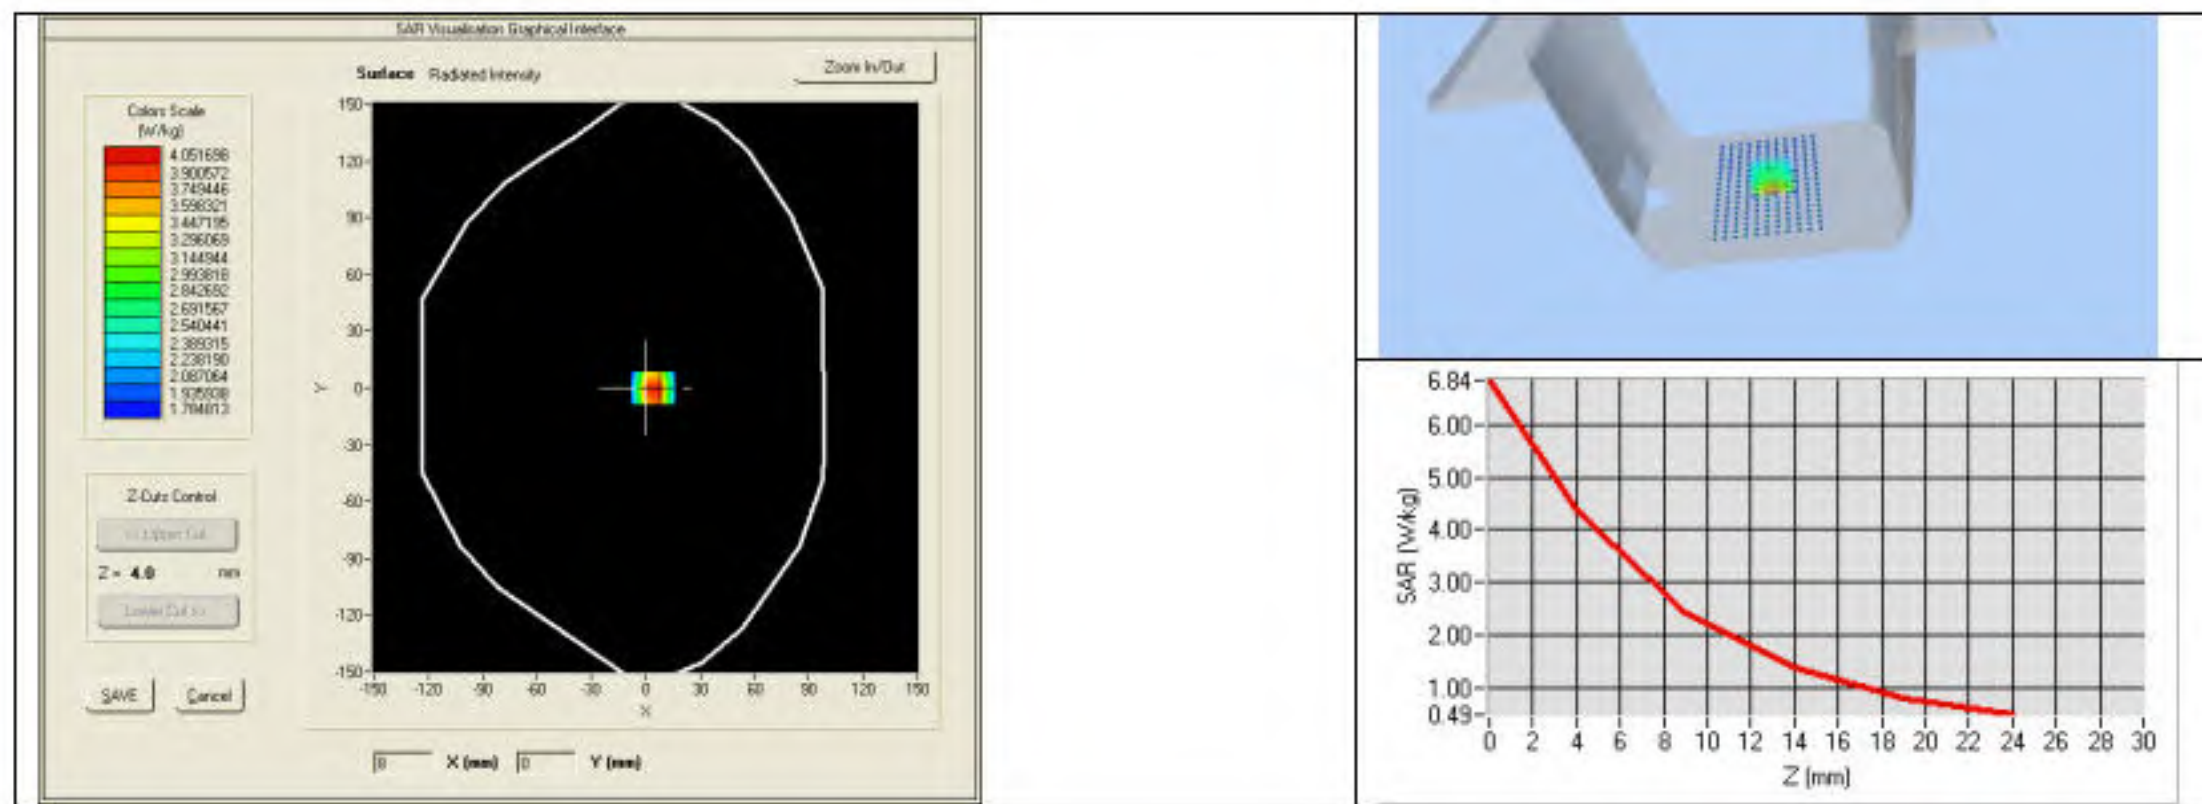 SAR Visualisation Graphical Interface
Surface Radiated Intensity
Zoom In/Out
Colors Scale
(W/kg)
4.051698
3.900572
3.749446
3.598321
3.447195
3.296069
3.144944
2.993818
2.842692
2.691567
2.540441
2.389315
2.238190
2.087064
1.935938
1.784813
150
120
90
60
30
0
-30
-60
-90
-120
-150
Y
-150 -120 -90 -60 -30 0 30 60 90 120 150
X
Z-Cuts Control
<< Upper Cut
Z = 4.0 mm
Lower Cut >>
SAVE Cancel
X (mm) 0 Y (mm)
6.84
6.00
5.00
4.00
3.00
2.00
1.00
0.49
SAR (W/kg)
0 2 4 6 8 10 12 14 16 18 20 22 24 26 28 30
Z (mm)